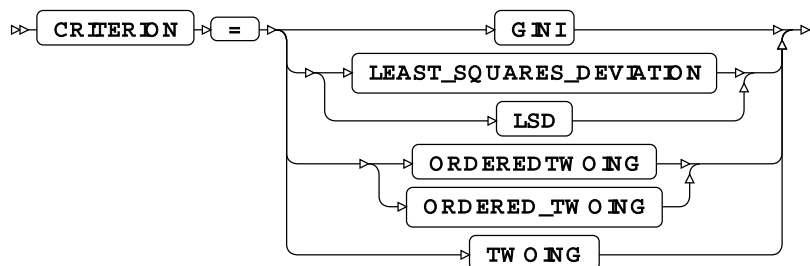 CRITERION = GINI
LEAST_SQUARES_DEVIATION
LSD
ORDEREDTWOING
ORDERED_TWOING
TWOING